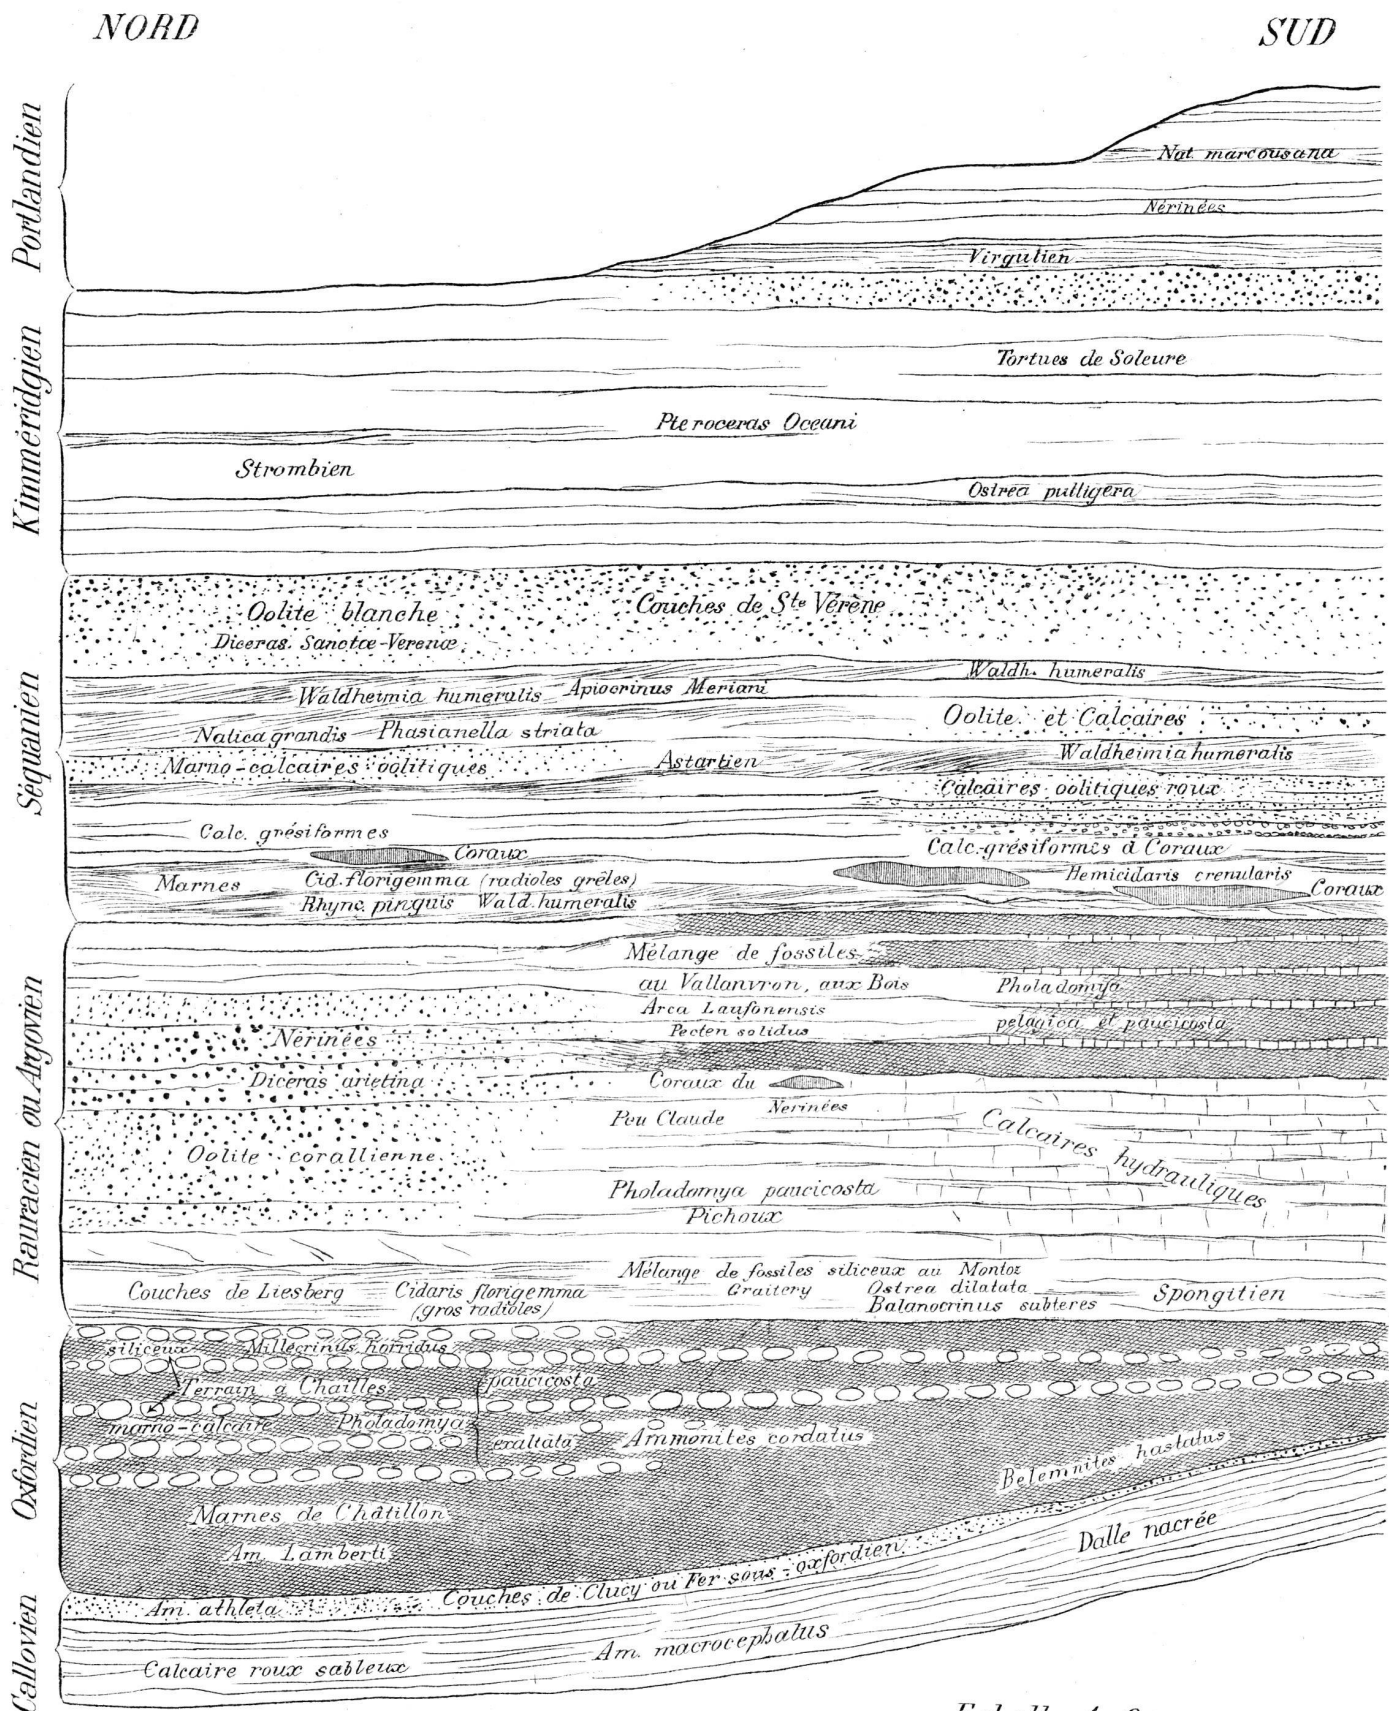 NORD
SUD
Portlandien
Nat. marcousana
Nérinées
Virgulien
Kimméridgien
Tortues de Soleure
Pteroceras Oceani
Strombien
Ostrea pulligera
Séquanien
Oolite blanche
Couches de Ste Vérène
Diceras Sanctæ-Verenæ
Waldh. humeralis
Waldheimia humeralis
Apiocrinus Meriani
Oolite et Calcaires
Natica grandis
Phasianella striata
Waldheimia humeralis
Marno-calcaires oolitiques
Astartien
Calcaires oolitiques roux
Calc. grésiformes
Calc.-grésiformes à Coraux
Coraux
Marnes
Cid. florigemma (radioles grêles)
Hemicidaris crenularis
Coraux
Rhync. pinguis Wald. humeralis
Rauracien ou Argovien
Mélange de fossiles
au Vallanvron, aux Bois
Pholadomya
Arca Laufonensis
pelagica et paucicosta
Nérinées
Pecten solidus
Diceras arietina
Coraux du
Nerinées
Peu Claude
Calcaires hydrauliques
Oolite corallienne
Pholadomya paucicosta
Pichoux
Mélange de fossiles siliceux au Montoz
Couches de Liesberg
Cidaris florigemma
Graitery
Ostrea dilatata
Spongitien
(gros radioles)
Balanocrinus subteres
Oxfordien
siliceux
Millecrinus horridus
Terrain à Chailles
paucicosta
marno-calcaire
Pholadomya
exaltata
Ammonites cordatus
Belemnites hastatus
Marnes de Châtillon
Am. Lamberti
Dalle nacrée
Couches de Clucy ou Fer sous-oxfordien
Callovien
Am. athleta
Am. macrocephalus
Calcaire roux sableux